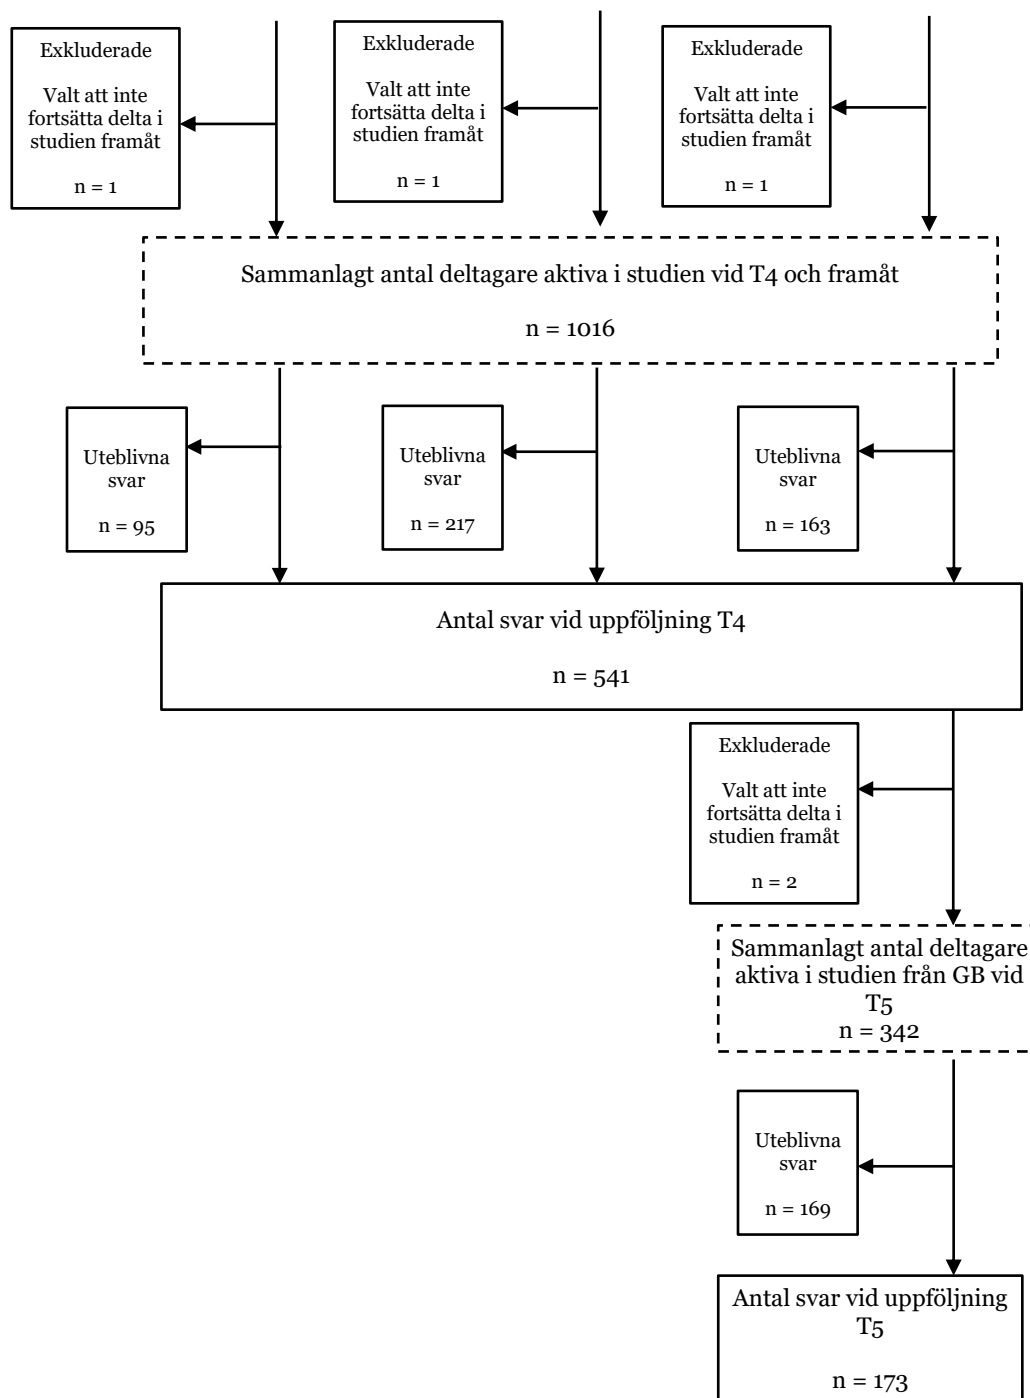 Exkluderade
Valt att inte
fortsätta delta i
studien framåt
n = 1
Exkluderade
Valt att inte
fortsätta delta i
studien framåt
n = 1
Exkluderade
Valt att inte
fortsätta delta i
studien framåt
n = 1
Sammanlagt antal deltagare aktiva i studien vid T4 och framåt
n = 1016
Uteblivna
svar
n = 95
Uteblivna
svar
n = 217
Uteblivna
svar
n = 163
Antal svar vid uppföljning T4
n = 541
Exkluderade
Valt att inte
fortsätta delta i
studien framåt
n = 2
Sammanlagt antal deltagare
aktiva i studien från GB vid
T5
n = 342
Uteblivna
svar
n = 169
Antal svar vid uppföljning
T5
n = 173